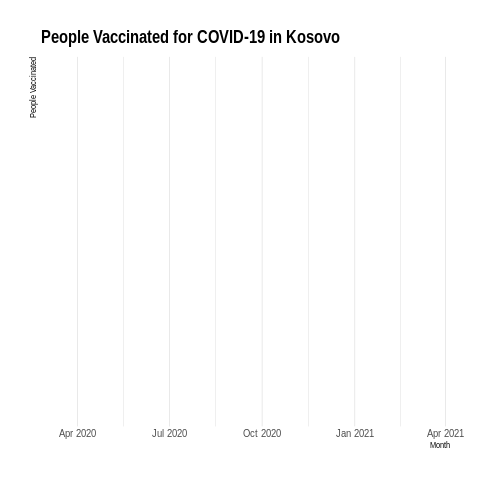 People Vaccinated for COVID-19 in Kosovo
People Vaccinated
Apr 2020 Jul 2020 Oct 2020 Jan 2021 Apr 2021
Month